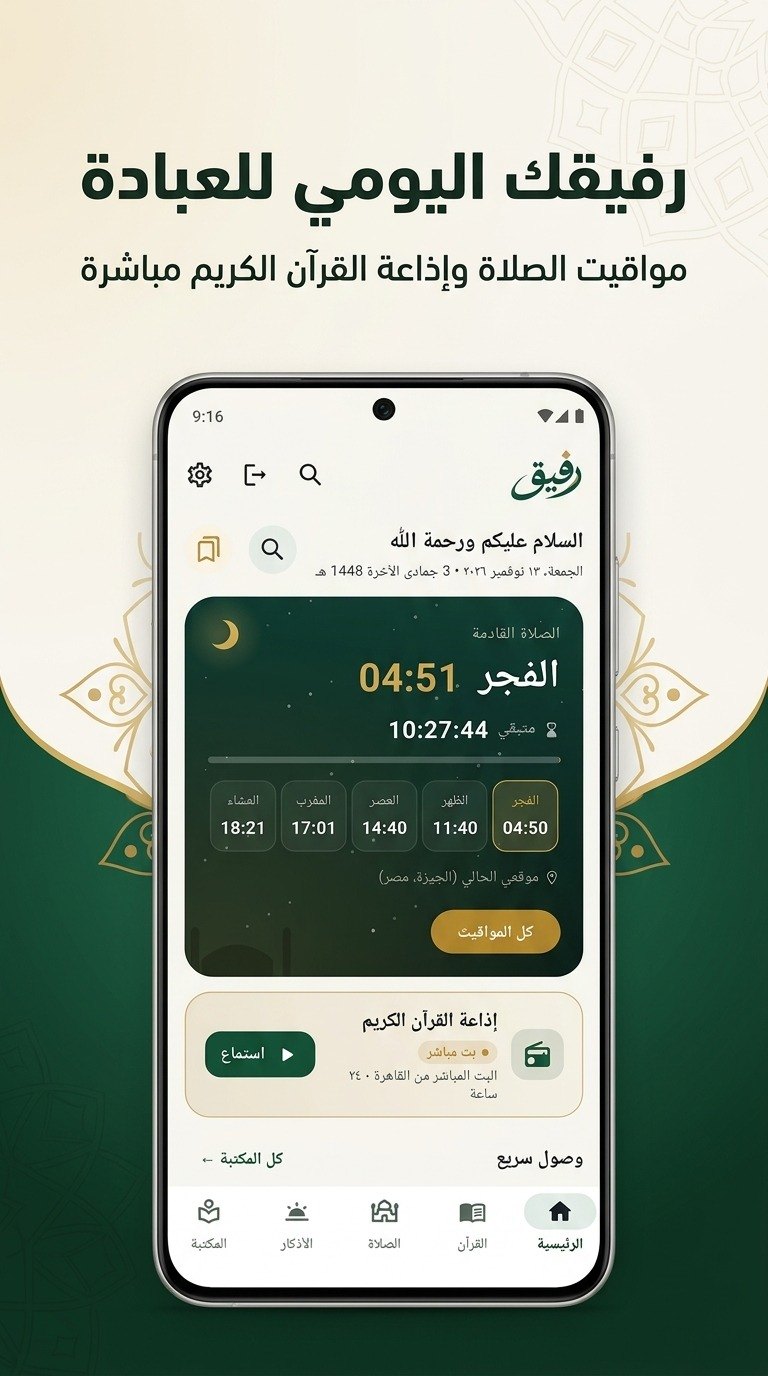 رفيقك اليومي للعبادة
مواقيت الصلاة وإذاعة القرآن الكريم مباشرة
9:16
رفيق
السلام عليكم ورحمة الله
الجمعة، ١٣ نوفمبر ٢٠٢٦ • 3 جمادى الآخرة 1448 هـ
الصلاة القادمة
الفجر 04:51
متبقي 10:27:44
الفجر الظهر العصر المغرب العشاء
04:50 11:40 14:40 17:01 18:21
موقعي الحالي (الجيزة، مصر)
كل المواقيت
إذاعة القرآن الكريم
بث مباشر
استماع
البث المباشر من القاهرة • ٢٤
ساعة
وصول سريع
كل المكتبة ←
الرئيسية القرآن الصلاة الأذكار المكتبة